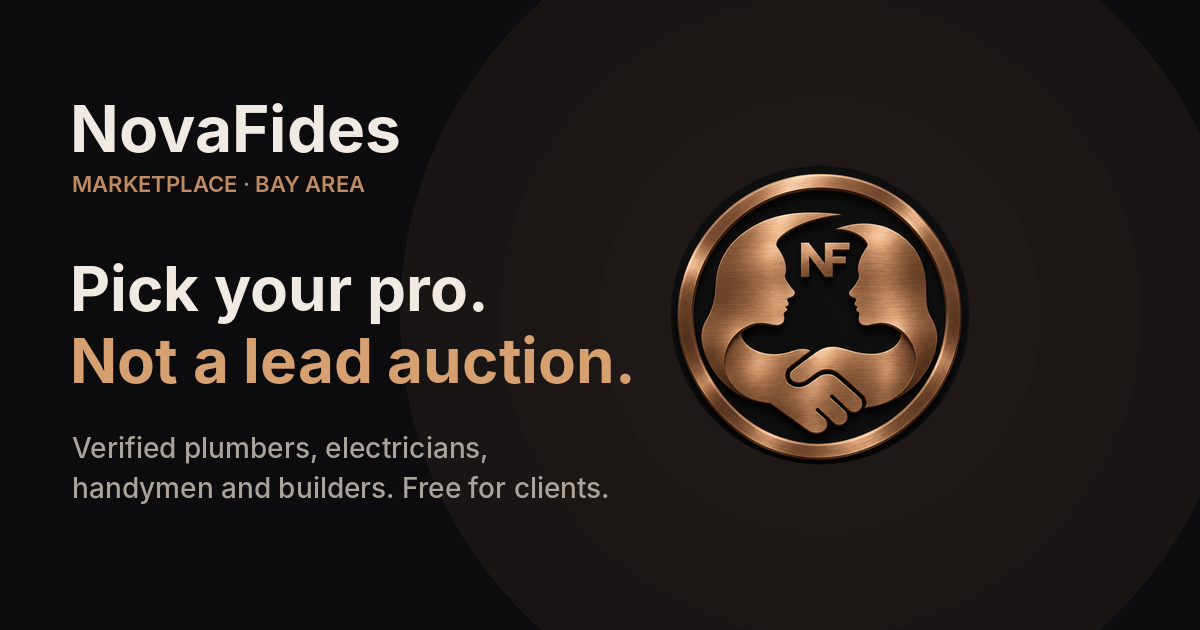 NovaFides
MARKETPLACE · BAY AREA
Pick your pro.
Not a lead auction.
Verified plumbers, electricians,
handymen and builders. Free for clients.
NF